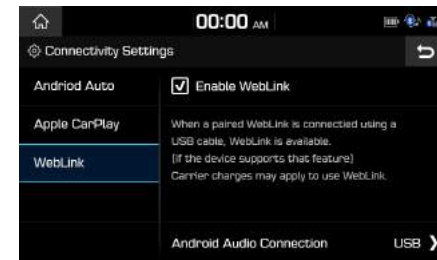 00:00 AM
Connectivity Settings
Andriod Auto
Enable WebLink
Apple CarPlay
When a paired WebLink is connectied using a
USB cable, WebLink is available.
(if the device supports that feature)
Carrier charges may apply to use WebLink.
WebLink
Android Audio Connection
USB